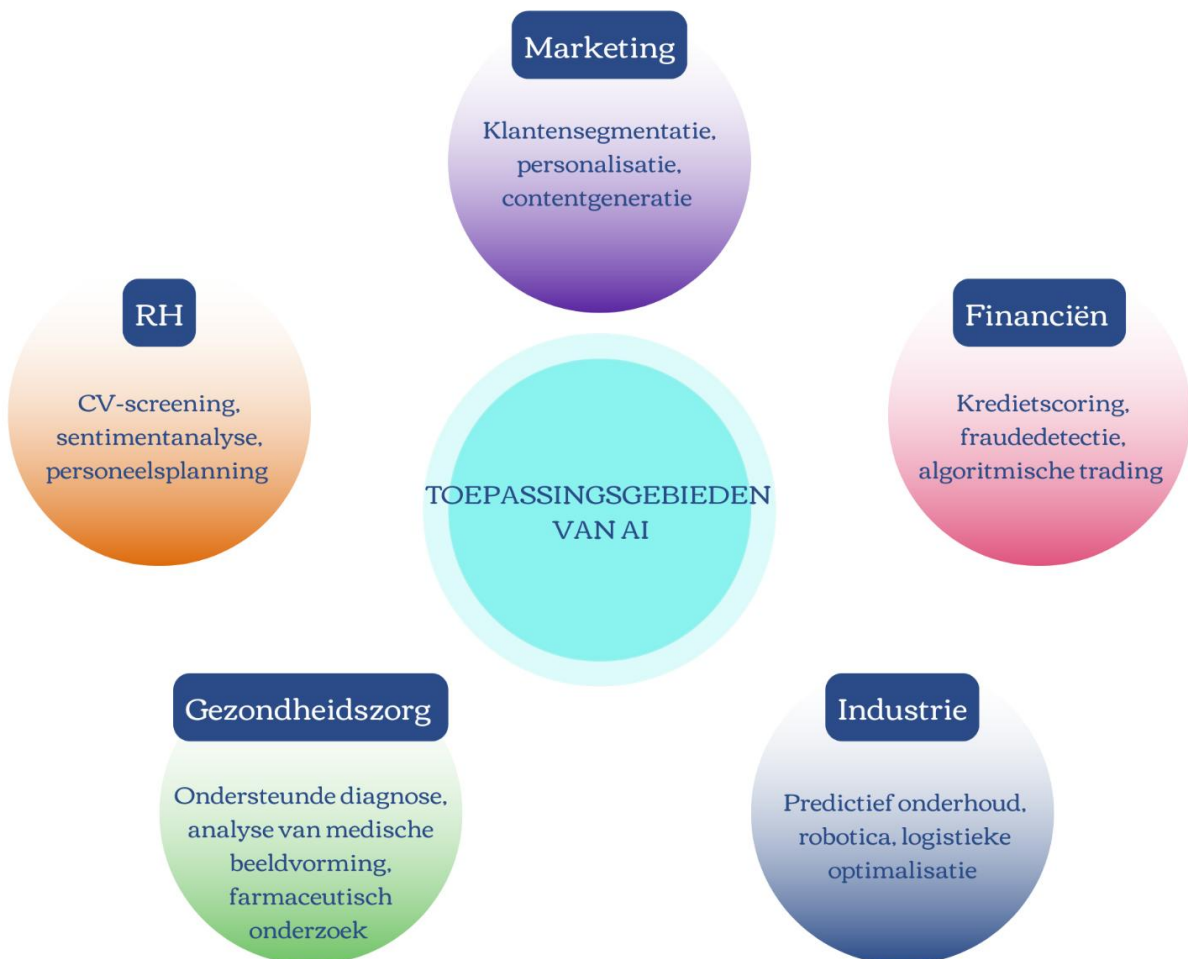 Marketing
Klantensegmentatie,
personalisatie,
contentgeneratie
RH
CV-screening,
sentimentanalyse,
personeelsplanning
Financiën
Kredietscoring,
fraudedetectie,
algoritmische trading
TOEPASSINGSGEBIEDEN
VAN AI
Gezondheidszorg
Ondersteunde diagnose,
analyse van medische
beeldvorming,
farmaceutisch
onderzoek
Industrie
Predictief onderhoud,
robotica, logistieke
optimalisatie